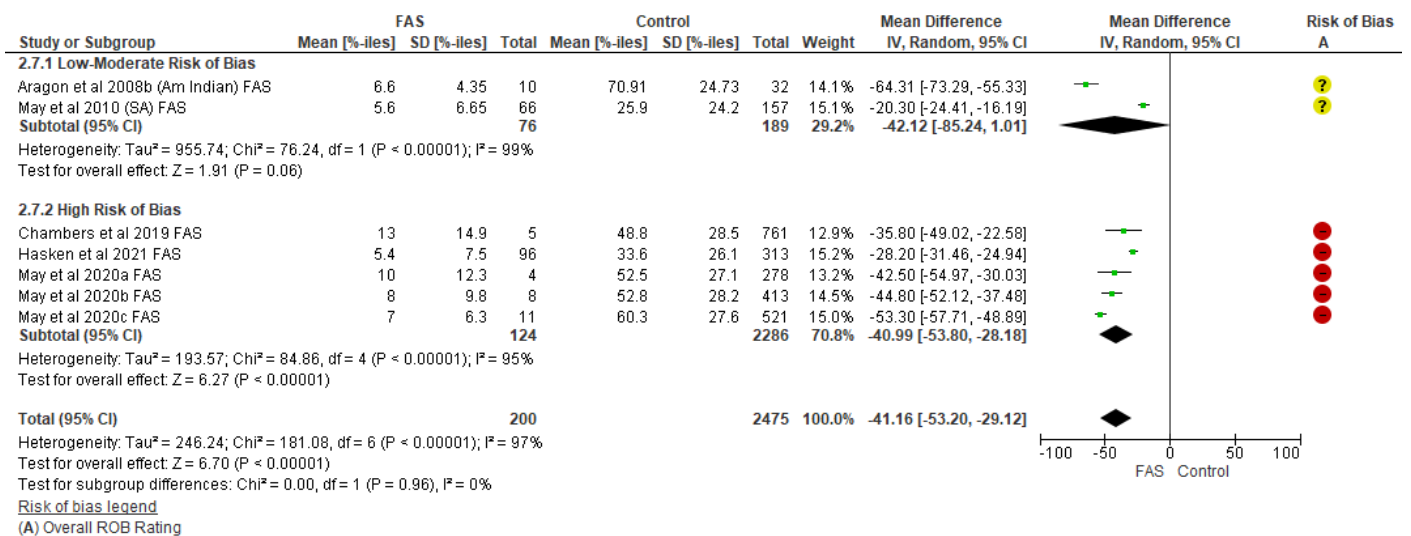 FAS Control Mean Difference Mean Difference Risk of Bias
Study or Subgroup Mean [%-iles] SD [%-iles] Total Mean [%-iles] SD [%-iles] Total Weight IV, Random, 95% CI IV, Random, 95% CI A
2.7.1 Low-Moderate Risk of Bias
Aragon et al 2008b (Am Indian) FAS 6.6 4.35 10 70.91 24.73 32 14.1% -64.31 [-73.29, -55.33] ?
May et al 2010 (SA) FAS 5.6 6.65 66 25.9 24.2 157 15.2% -20.30 [-24.41, -16.19] ?
Subtotal (95% CI) 76 189 29.2% -42.12 [-85.24, 1.01]
Heterogeneity: Tau² = 955.74; Chi² = 76.24, df = 1 (P < 0.00001); I² = 99%
Test for overall effect: Z = 1.91 (P = 0.06)
2.7.2 High Risk of Bias
Chambers et al 2019 FAS 13 14.9 5 48.8 28.5 761 12.9% -35.80 [-49.02, -22.58] -
Hasken et al 2021 FAS 5.4 7.5 96 33.6 26.1 313 15.2% -28.20 [-31.46, -24.94] -
May et al 2020a FAS 10 12.3 4 52.5 27.1 278 13.2% -42.50 [-54.97, -30.03] -
May et al 2020b FAS 8 9.8 8 52.8 28.2 413 14.5% -44.80 [-52.12, -37.48] -
May et al 2020c FAS 7 6.3 11 60.3 27.6 521 15.0% -53.30 [-57.71, -48.89] -
Subtotal (95% CI) 124 2286 70.8% -40.99 [-53.80, -28.18]
Heterogeneity: Tau² = 193.57; Chi² = 84.86, df = 4 (P < 0.00001); I² = 95%
Test for overall effect: Z = 6.27 (P < 0.00001)
Total (95% CI) 200 2475 100.0% -41.16 [-53.20, -29.12]
Heterogeneity: Tau² = 246.24; Chi² = 181.08, df = 6 (P < 0.00001); I² = 97%
Test for overall effect: Z = 6.70 (P < 0.00001)
Test for subgroup differences: Chi² = 0.00, df = 1 (P = 0.96), I² = 0%
-100 -50 0 50 100
FAS Control
Risk of bias legend
(A) Overall ROB Rating